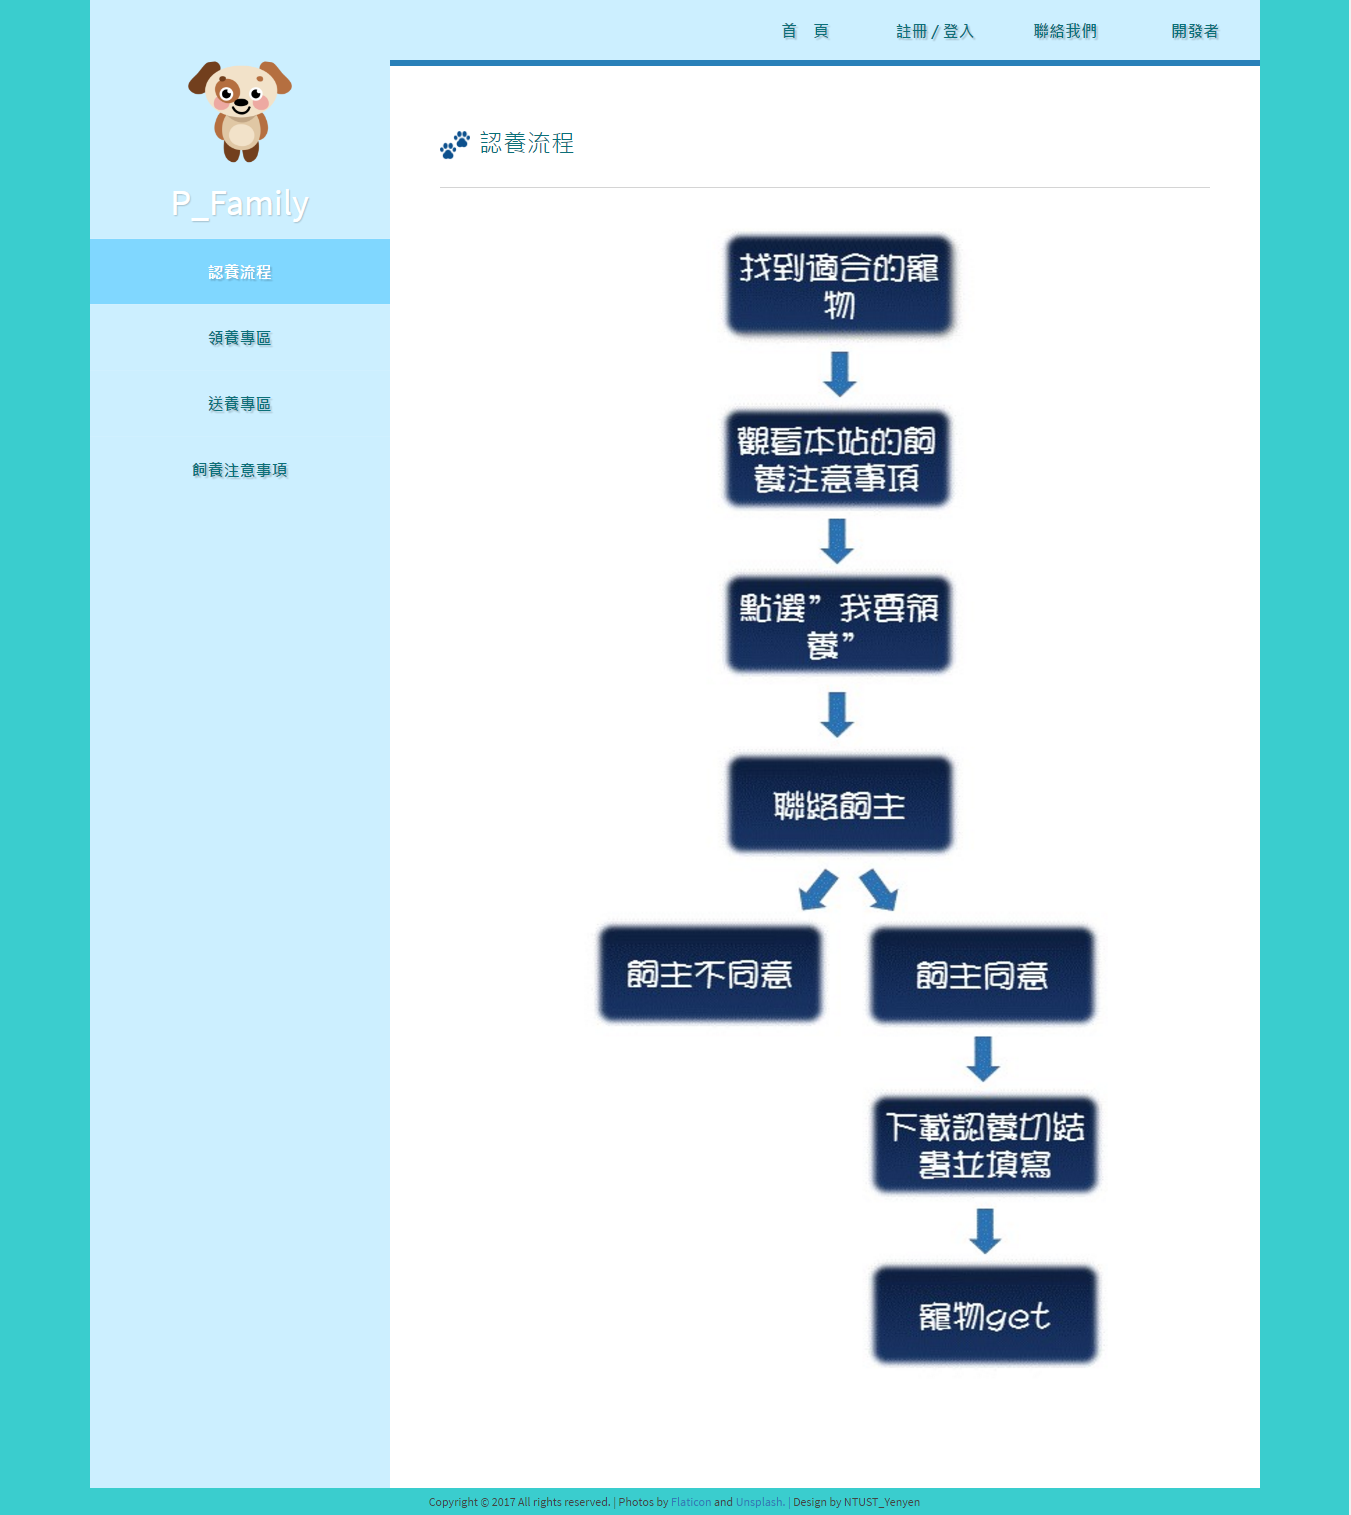 首　頁
註冊 / 登入
聯絡我們
開發者
P_Family
認養流程
領養專區
送養專區
飼養注意事項
認養流程
找到適合的寵
物
觀看本站的飼
養注意事項
點選”我要領
養”
聯絡飼主
飼主不同意
飼主同意
下載認養切結
書並填寫
寵物get
Copyright © 2017 All rights reserved. | Photos by Flaticon and Unsplash. | Design by NTUST_Yenyen